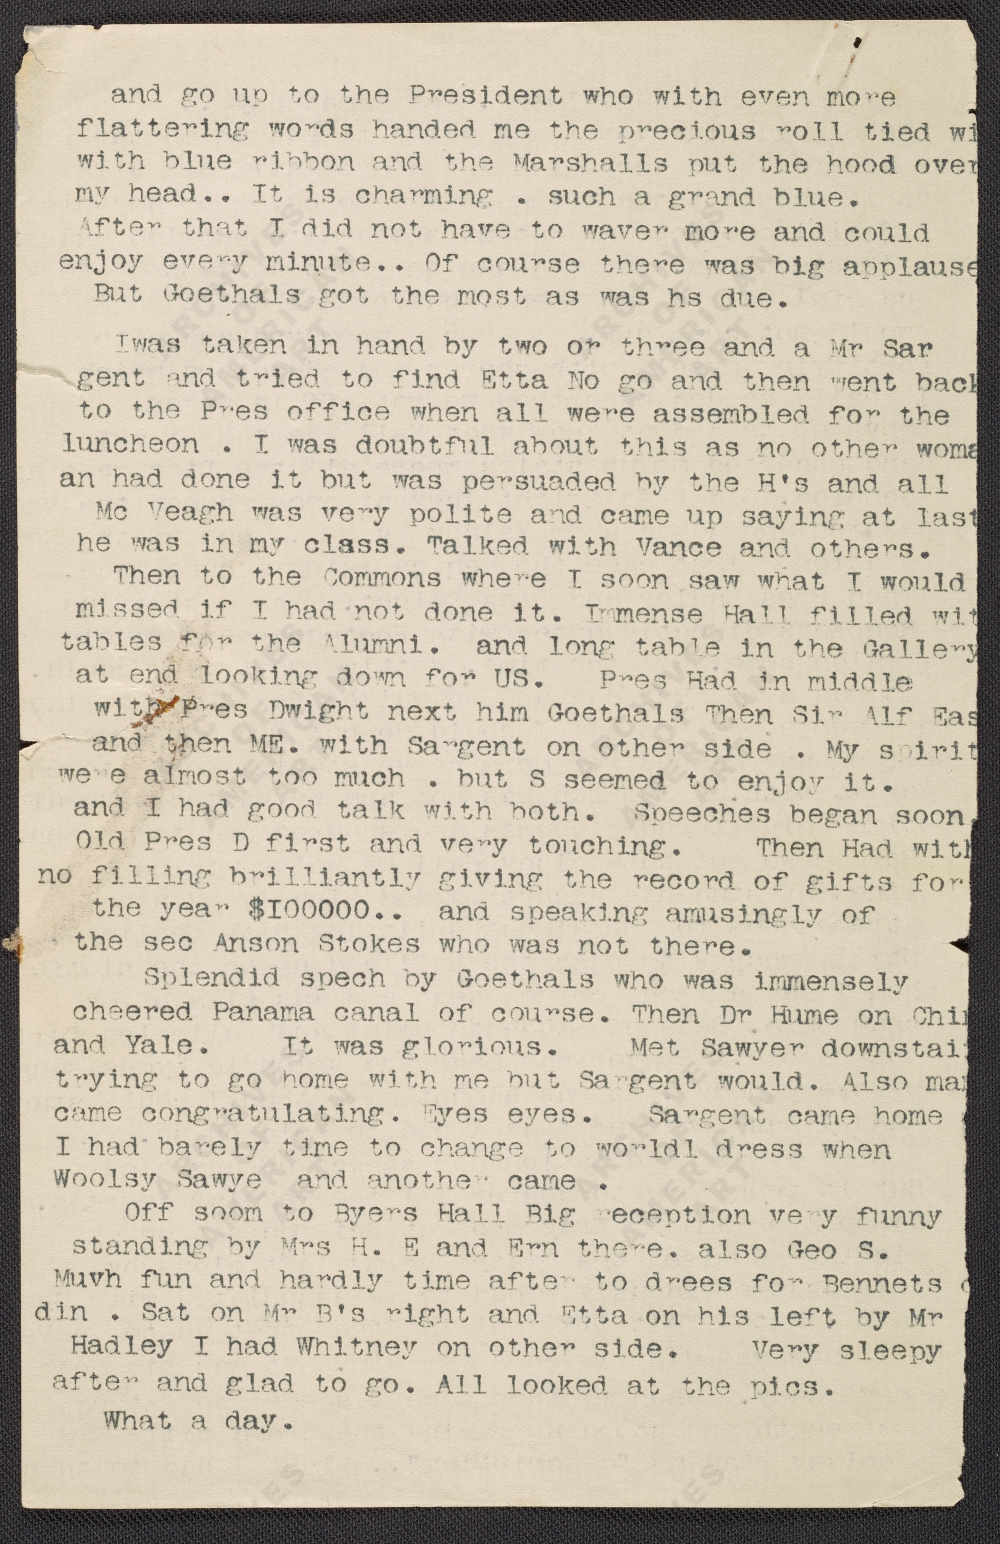 and go up to the President who with even more
flattering words handed me the precious roll tied wi
with blue ribbon and the Marshalls put the hood over
my head.. It is charming . such a grand blue.
After that I did not have to waver more and could
enjoy every minute.. Of course there was big applause
But Goethals got the most as was hs due.
Iwas taken in hand by two or three and a Mr Sar
gent and tried to find Etta No go and then went back
to the Pres office when all were assembled for the
luncheon . I was doubtful about this as no other woma
an had done it but was persuaded by the H's and all
Mc Veagh was very polite and came up saying at last
he was in my class. Talked with Vance and others.
Then to the Commons where I soon saw what I would
missed if I had not done it. Immense Hall filled wit
tables for the Alumni. and long table in the Gallery
at end looking down for US. Pres Had in middle
with Pres Dwight next him Goethals Then Sir Alf Eas
and then ME. with Sargent on other side . My spirit
were almost too much . but S seemed to enjoy it.
and I had good talk with both. Speeches began soon.
Old Pres D first and very touching. Then Had with
no filling brilliantly giving the record of gifts for
the year $I00000.. and speaking amusingly of
the sec Anson Stokes who was not there.
Splendid spech by Goethals who was immensely
cheered Panama canal of course. Then Dr Hume on Chin
and Yale. It was glorious. Met Sawyer downstai
trying to go home with me but Sargent would. Also man
came congratulating. Eyes eyes. Sargent came home
I had barely time to change to worldl dress when
Woolsy Sawye and another came .
Off soom to Byers Hall Big reception very funny
standing by Mrs H. E and Ern there. also Geo S.
Muvh fun and hardly time after to drees for Bennets
din . Sat on Mr B's right and Etta on his left by Mr
Hadley I had Whitney on other side. Very sleepy
after and glad to go. All looked at the pics.
What a day.